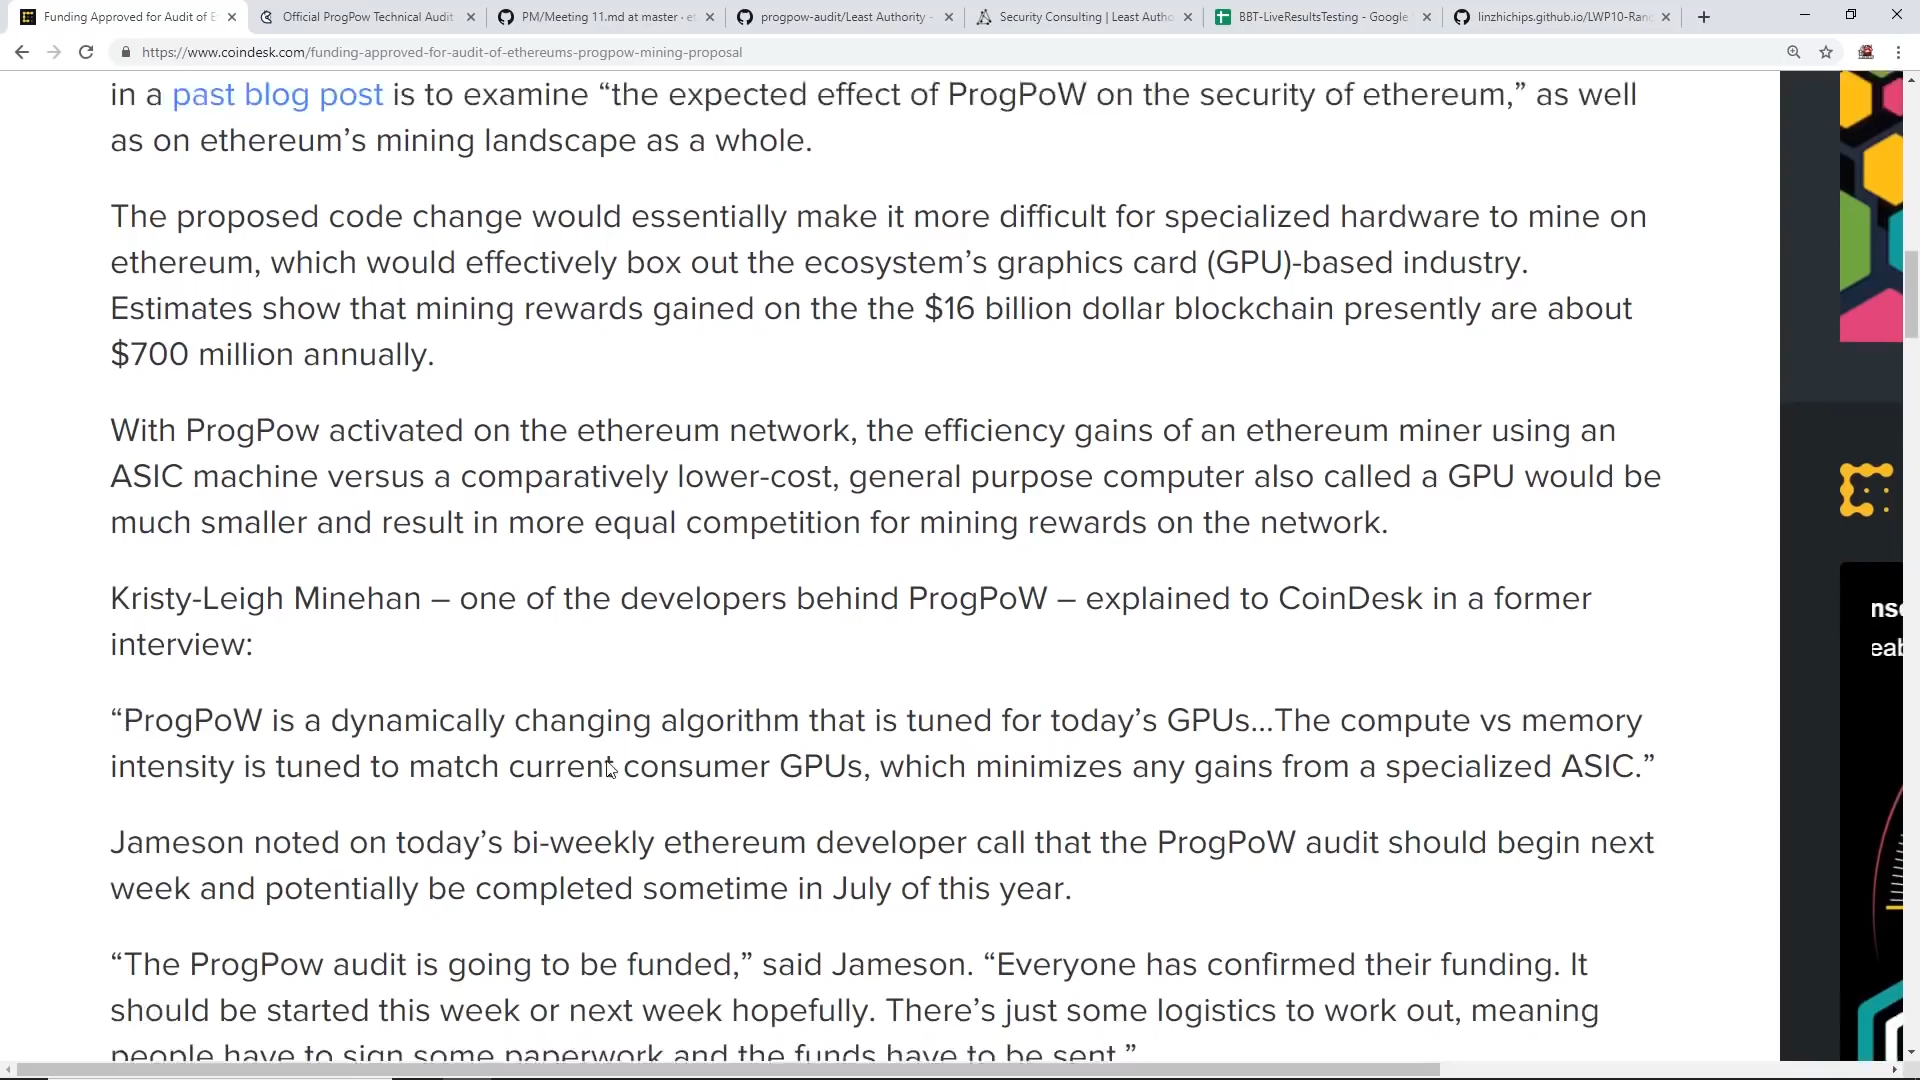 Funding Approved for Audit of E
Official ProgPow Technical Audit
PM/Meeting 11.md at master · et
progpow-audit/Least Authority -
Security Consulting | Least Autho
BBT-LiveResultsTesting - Google
linzhichips.github.io/LWP10-Ran
https://www.coindesk.com/funding-approved-for-audit-of-ethereums-progpow-mining-proposal
in a past blog post is to examine “the expected effect of ProgPoW on the security of ethereum,” as well
as on ethereum’s mining landscape as a whole.
The proposed code change would essentially make it more difficult for specialized hardware to mine on
ethereum, which would effectively box out the ecosystem’s graphics card (GPU)-based industry.
Estimates show that mining rewards gained on the the $16 billion dollar blockchain presently are about
$700 million annually.
With ProgPow activated on the ethereum network, the efficiency gains of an ethereum miner using an
ASIC machine versus a comparatively lower-cost, general purpose computer also called a GPU would be
much smaller and result in more equal competition for mining rewards on the network.
Kristy-Leigh Minehan – one of the developers behind ProgPoW – explained to CoinDesk in a former
interview:
“ProgPoW is a dynamically changing algorithm that is tuned for today’s GPUs...The compute vs memory
intensity is tuned to match current consumer GPUs, which minimizes any gains from a specialized ASIC.”
Jameson noted on today’s bi-weekly ethereum developer call that the ProgPoW audit should begin next
week and potentially be completed sometime in July of this year.
“The ProgPow audit is going to be funded,” said Jameson. “Everyone has confirmed their funding. It
should be started this week or next week hopefully. There’s just some logistics to work out, meaning
people have to sign some paperwork and the funds have to be sent.”